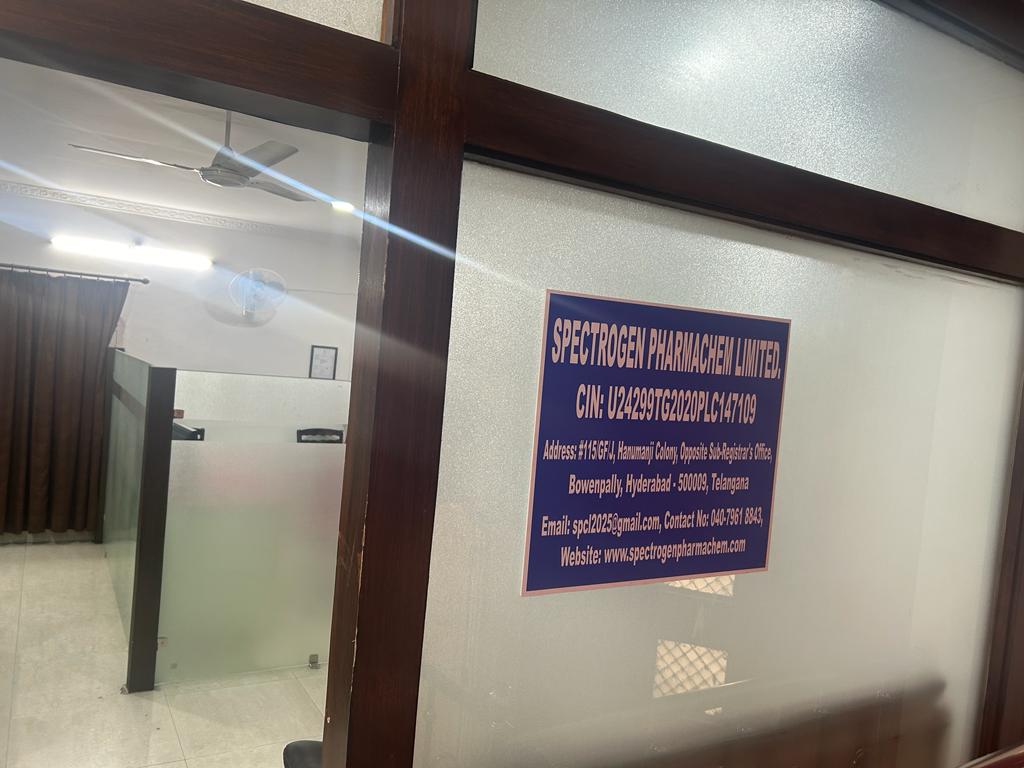 SPECTROGEN PHARMACHEM LIMITED.
CIN: U24299TG2020PLC147109
Address: #115/GF/J, Hanumanji Colony, Opposite Sub-Registrar's Office,
Bowenpally, Hyderabad - 500009, Telangana
Email: spcl2025@gmail.com, Contact No: 040-7961 8843,
Website: www.spectrogenpharmachem.com